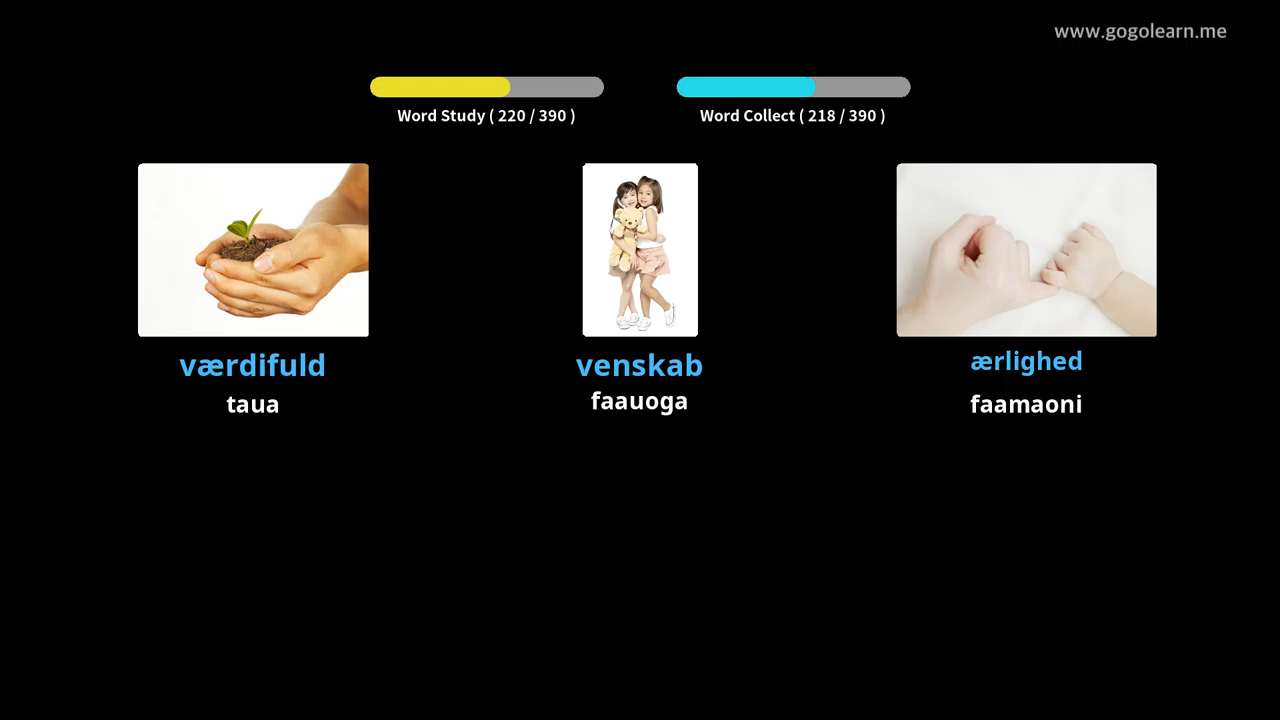 www.gogolearn.me
Word Study ( 220 / 390 )
Word Collect ( 218 / 390 )
værdifuld
taua
venskab
faauoga
ærlighed
faamaoni